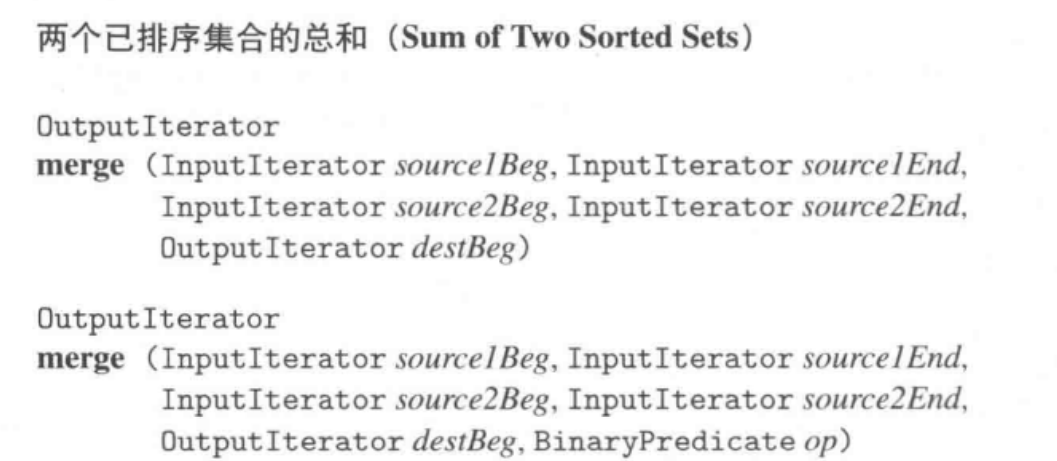 两个已排序集合的总和（Sum of Two Sorted Sets）
OutputIterator
merge （InputIterator source1Beg, InputIterator source1End,
InputIterator source2Beg, InputIterator source2End,
OutputIterator destBeg）
OutputIterator
merge （InputIterator source1Beg, InputIterator source1End,
InputIterator source2Beg, InputIterator source2End,
OutputIterator destBeg, BinaryPredicate op）